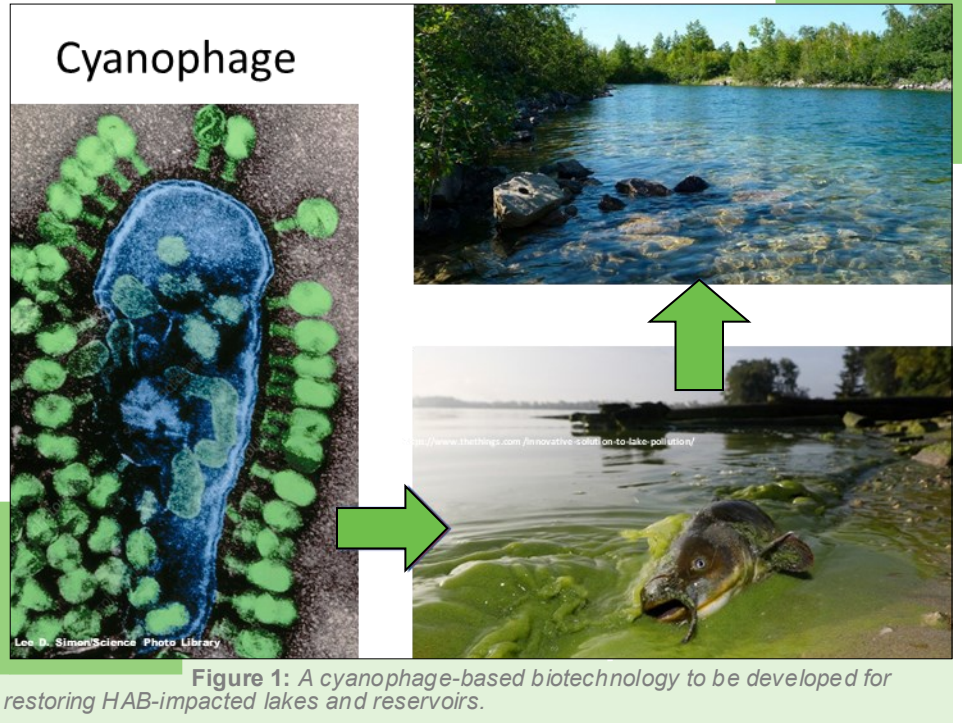 Cyanophage
://www.thethings.com/innovative-solution-to-lake-pollution/
Lee D. Simon/Science Photo Library
Figure 1: A cyanophage-based biotechnology to be developed for
restoring HAB-impacted lakes and reservoirs.